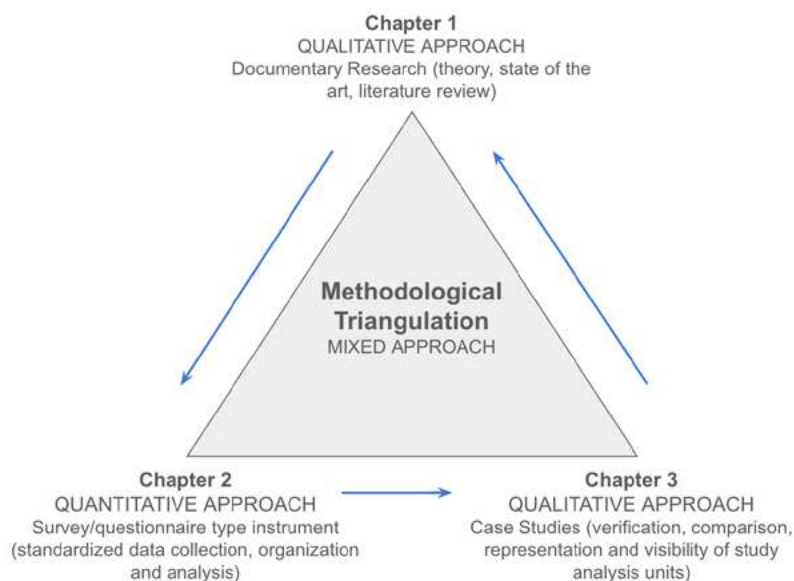 Chapter 1
QUALITATIVE APPROACH
Documentary Research (theory, state of the
art, literature review)
Methodological
Triangulation
MIXED APPROACH
Chapter 2
QUANTITATIVE APPROACH
Survey/questionnaire type instrument
(standardized data collection, organization
and analysis)
Chapter 3
QUALITATIVE APPROACH
Case Studies (verification, comparison,
representation and visibility of study
analysis units)